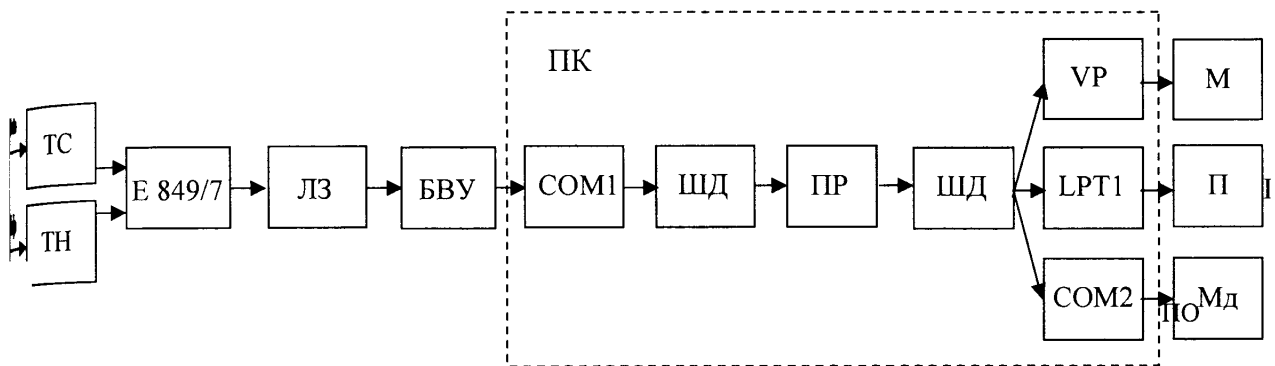 ПК
VP
М
ТС
Е 849/7
ЛЗ
БВУ
COM1
ШД
ПР
ШД
LPT1
П
ТН
COM2
Мд
ПО